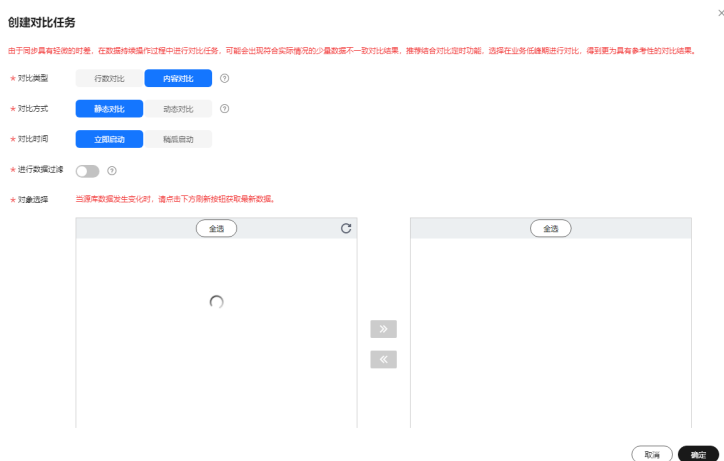 创建对比任务
由于同步具有轻微的时差，在数据持续操作过程中进行对比任务，可能会出现符合实际情况的少量数据不一致对比结果，推荐结合对比定时功能，选择在业务低峰期进行对比，得到更为具有参考性的对比结果。
* 对比类型 行数对比 内容对比
* 对比方式 静态对比 动态对比
* 对比时间 立即启动 稍后启动
* 进行数据过滤
* 对象选择 当源库数据发生变化时，请点击下方刷新按钮获取最新数据。
全选 全选
取消 确定